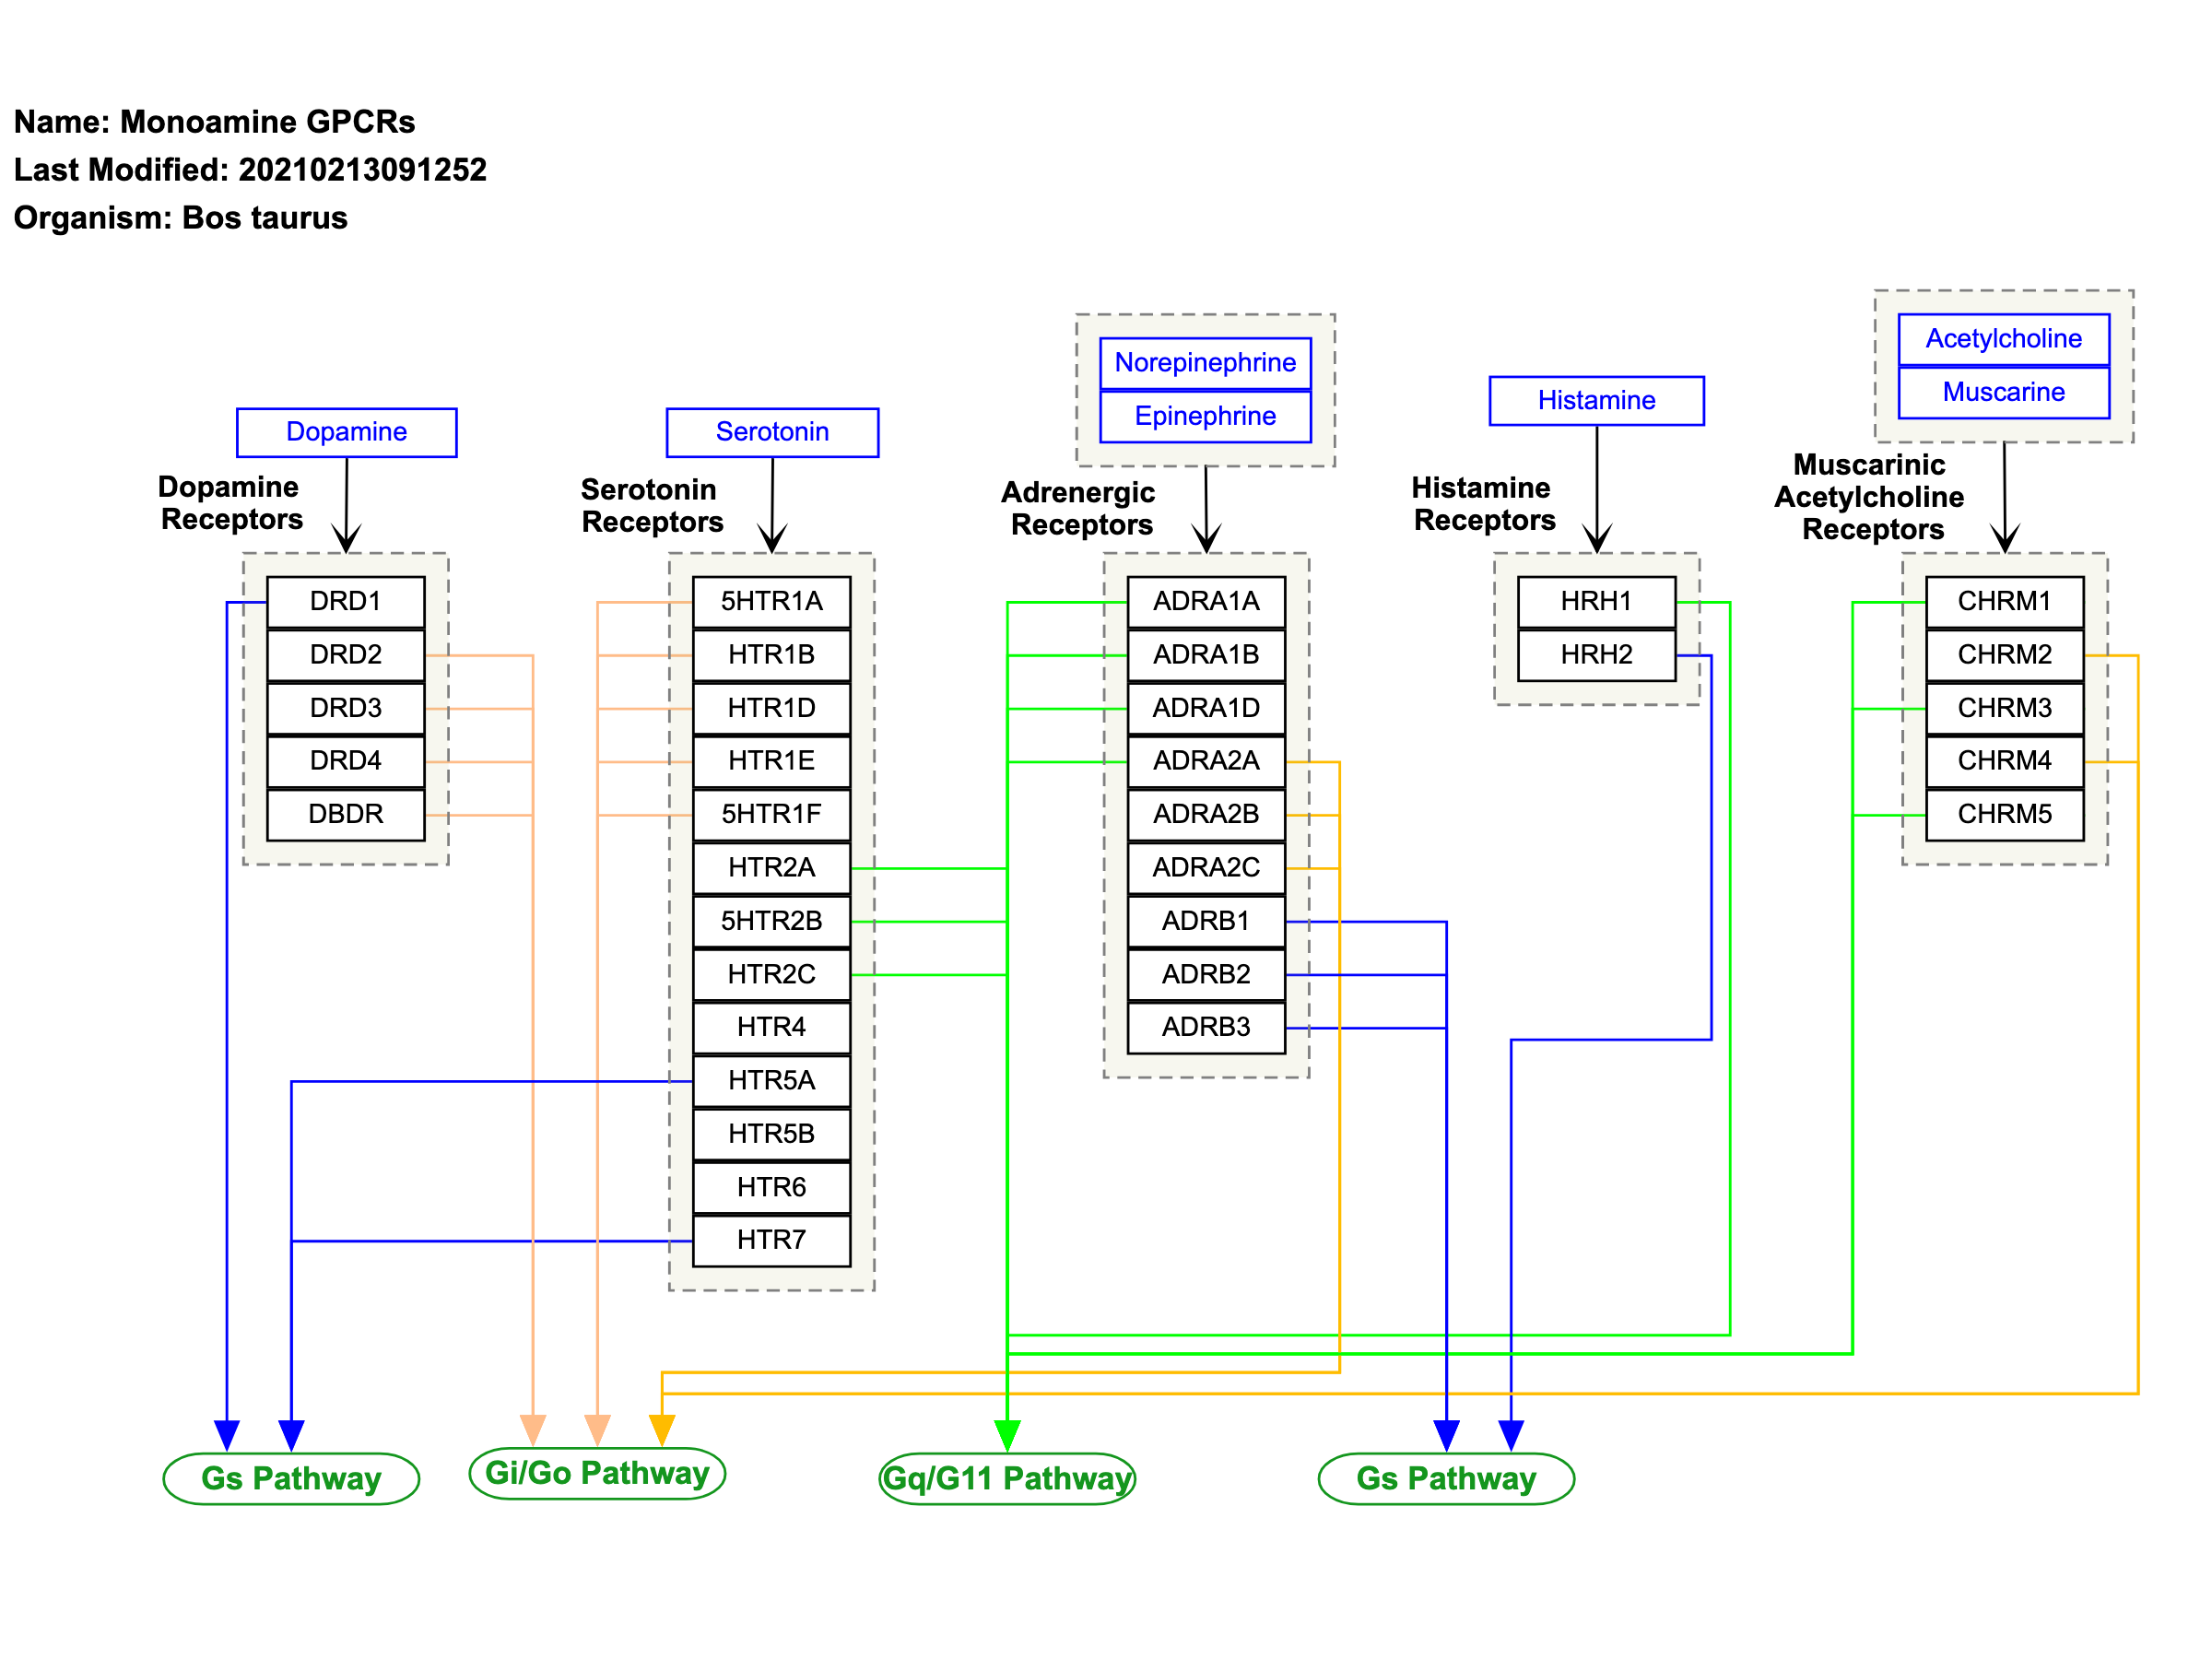 Name: Monoamine GPCRs
Last Modified: 20210213091252
Organism: Bos taurus
Dopamine
Serotonin
Norepinephrine
Epinephrine
Histamine
Acetylcholine
Muscarine
Dopamine
Receptors
Serotonin
Receptors
Adrenergic
Receptors
Histamine
Receptors
Muscarinic
Acetylcholine
Receptors
DRD1
DRD2
DRD3
DRD4
DBDR
5HTR1A
HTR1B
HTR1D
HTR1E
5HTR1F
HTR2A
5HTR2B
HTR2C
HTR4
HTR5A
HTR5B
HTR6
HTR7
ADRA1A
ADRA1B
ADRA1D
ADRA2A
ADRA2B
ADRA2C
ADRB1
ADRB2
ADRB3
HRH1
HRH2
CHRM1
CHRM2
CHRM3
CHRM4
CHRM5
Gs Pathway
Gi/Go Pathway
Gq/G11 Pathway
Gs Pathway